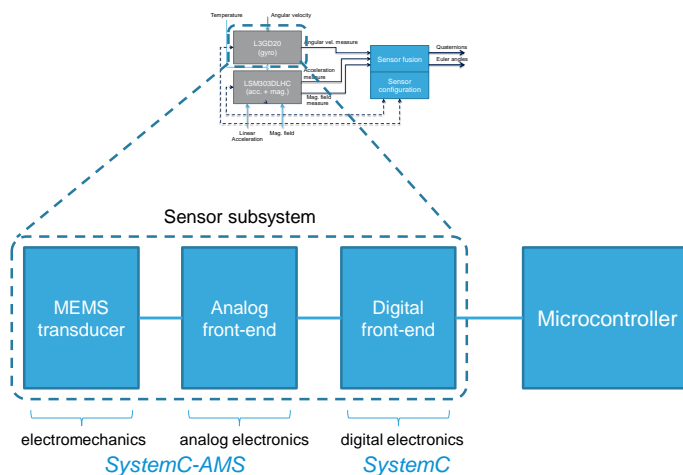 Temperature
Angular velocity
L3GD20
(gyro)
Angular vel. measure
Quaternions
Euler angles
Sensor fusion
Acceleration
measure
LSM303DLHC
(acc. + mag.)
Sensor
configuration
Mag. field
measure
Linear
Acceleration
Mag. field
Sensor subsystem
MEMS
transducer
Analog
front-end
Digital
front-end
Microcontroller
electromechanics
analog electronics
digital electronics
SystemC-AMS
SystemC